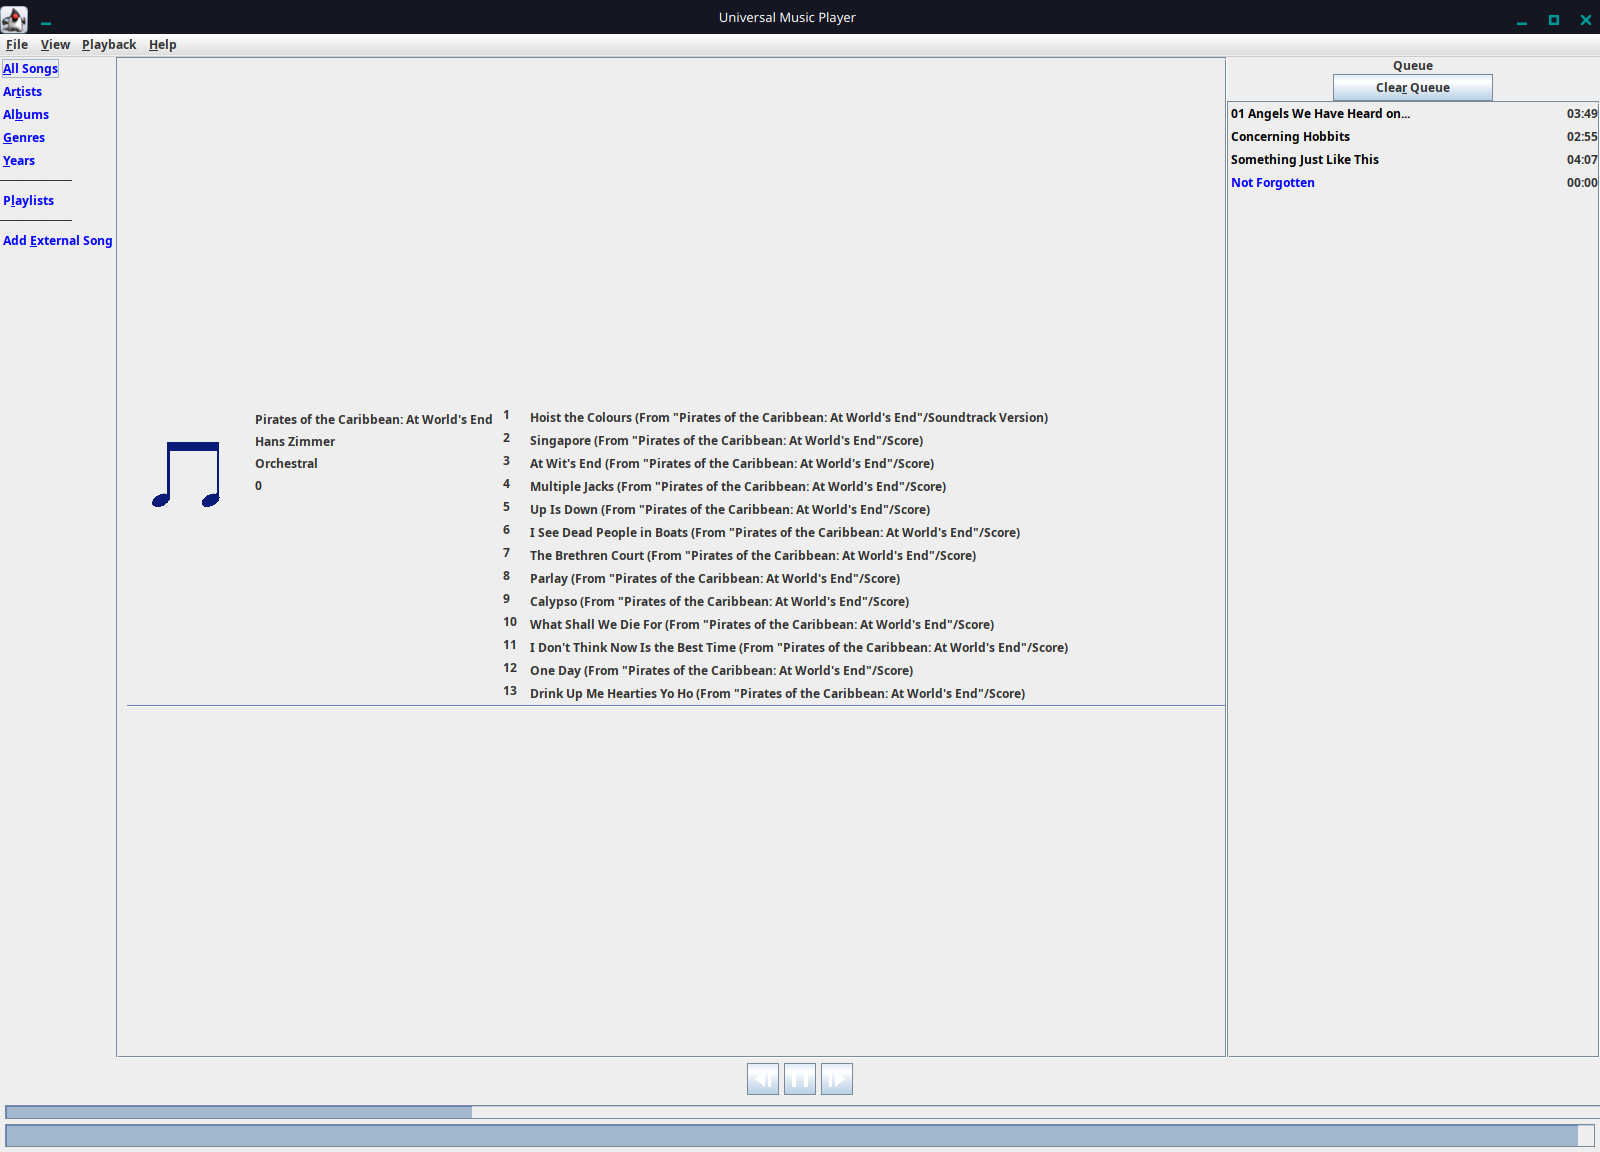 Universal Music Player
File View Playback Help
All Songs
Artists
Albums
Genres
Years
Playlists
Add External Song
Pirates of the Caribbean: At World's End
Hans Zimmer
Orchestral
0
1 Hoist the Colours (From "Pirates of the Caribbean: At World's End"/Soundtrack Version)
2 Singapore (From "Pirates of the Caribbean: At World's End"/Score)
3 At Wit's End (From "Pirates of the Caribbean: At World's End"/Score)
4 Multiple Jacks (From "Pirates of the Caribbean: At World's End"/Score)
5 Up Is Down (From "Pirates of the Caribbean: At World's End"/Score)
6 I See Dead People in Boats (From "Pirates of the Caribbean: At World's End"/Score)
7 The Brethren Court (From "Pirates of the Caribbean: At World's End"/Score)
8 Parlay (From "Pirates of the Caribbean: At World's End"/Score)
9 Calypso (From "Pirates of the Caribbean: At World's End"/Score)
10 What Shall We Die For (From "Pirates of the Caribbean: At World's End"/Score)
11 I Don't Think Now Is the Best Time (From "Pirates of the Caribbean: At World's End"/Score)
12 One Day (From "Pirates of the Caribbean: At World's End"/Score)
13 Drink Up Me Hearties Yo Ho (From "Pirates of the Caribbean: At World's End"/Score)
Queue
Clear Queue
01 Angels We Have Heard on... 03:49
Concerning Hobbits 02:55
Something Just Like This 04:07
Not Forgotten 00:00